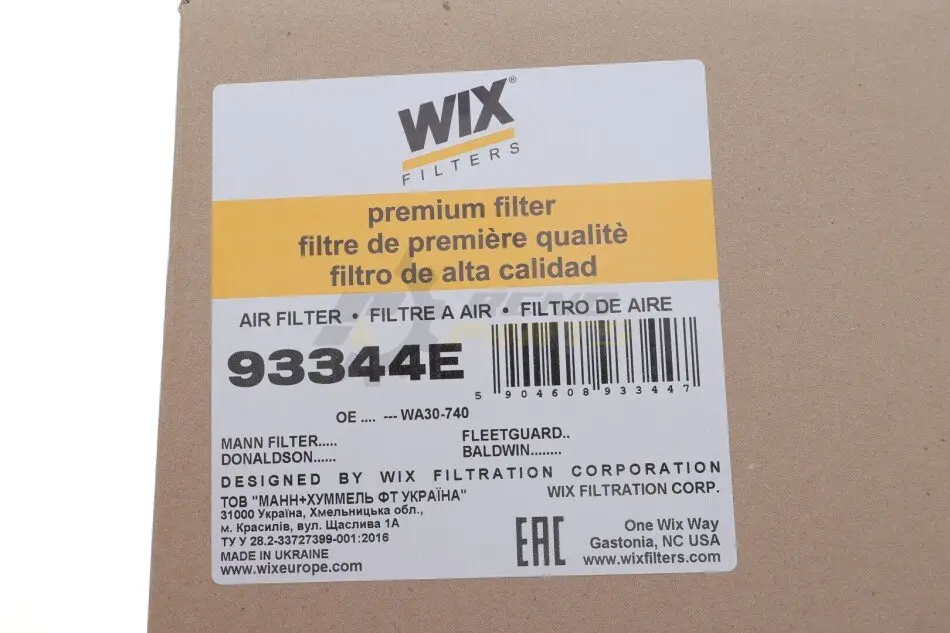 WIX®
FILTERS
premium filter
filtre de première qualitè
filtro de alta calidad
AIR FILTER • FILTRE A AIR • FILTRO DE AIRE
93344E
5 904608 933447
OE .... --- WA30-740
MANN FILTER.....
FLEETGUARD..
DONALDSON......
BALDWIN........
DESIGNED BY WIX FILTRATION CORPORATION
ТОВ "МАНН+ХУММЕЛЬ ФТ УКРАЇНА"
31000 Україна, Хмельницька обл.,
м. Красилів, вул. Щаслива 1А
ТУ У 28.2-33727399-001:2016
MADE IN UKRAINE
www.wixeurope.com
EAC
WIX FILTRATION CORP.
One Wix Way
Gastonia, NC USA
www.wixfilters.com